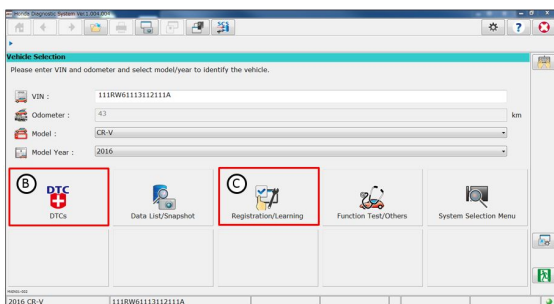 Honda Diagnostic System Ver.1.004.004
Vehicle Selection
Please enter VIN and odometer and select model/year to identify the vehicle.
VIN : 111RW61113112111A
Odometer : 43 km
Model : CR-V
Model Year : 2016
B DTC C
DTCs Data List/Snapshot Registration/Learning Function Test/Others System Selection Menu
2016 CR-V 111RW61113112111A